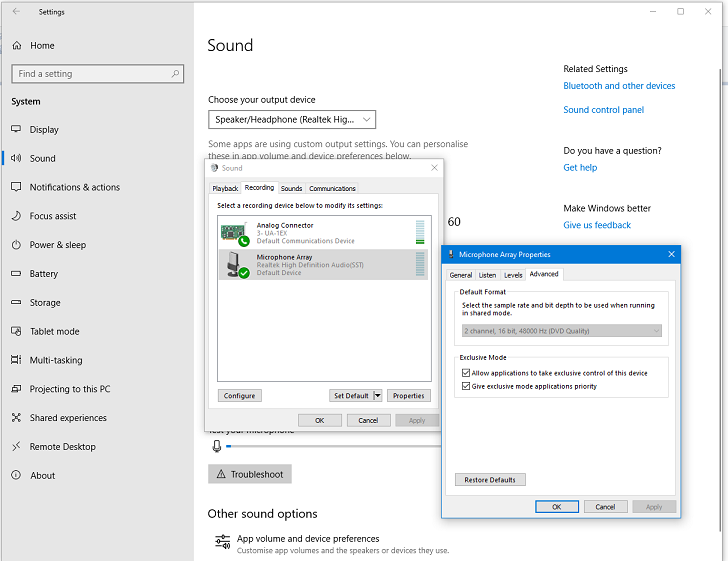 Settings
Home
Find a setting
System
Display
Sound
Notifications & actions
Focus assist
Power & sleep
Battery
Storage
Tablet mode
Multi-tasking
Projecting to this PC
Shared experiences
Remote Desktop
About
Sound
Choose your output device
Speaker/Headphone (Realtek Hig...
Some apps are using custom output settings. You can personalise
these in app volume and device preferences below.
60
Troubleshoot
Other sound options
App volume and device preferences
Customise app volumes and the speakers or devices they use.
Related Settings
Bluetooth and other devices
Sound control panel
Do you have a question?
Get help
Make Windows better
Give us feedback
Sound
Playback Recording Sounds Communications
Select a recording device below to modify its settings:
Analog Connector
3- UA-1EX
Default Communications Device
Microphone Array
Realtek High Definition Audio(SST)
Default Device
Configure Set Default Properties
OK Cancel Apply
Microphone Array Properties
General Listen Levels Advanced
Default Format
Select the sample rate and bit depth to be used when running
in shared mode.
2 channel, 16 bit, 48000 Hz (DVD Quality)
Exclusive Mode
Allow applications to take exclusive control of this device
Give exclusive mode applications priority
Restore Defaults
OK Cancel Apply